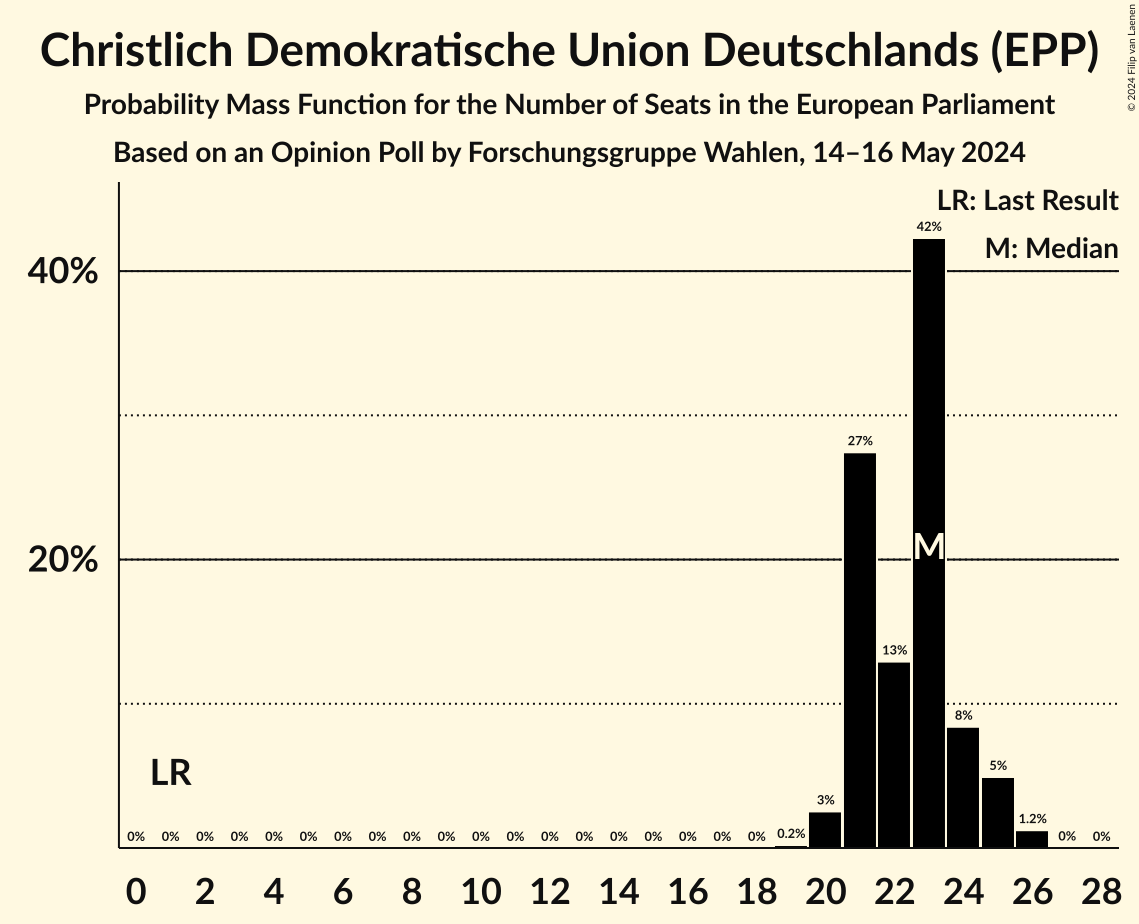 Christlich Demokratische Union Deutschlands (EPP)
Probability Mass Function for the Number of Seats in the European Parliament
Based on an Opinion Poll by Forschungsgruppe Wahlen, 14–16 May 2024
© 2024 Filip van Laenen
LR: Last Result
M: Median
40%
20%
42%
27%
M
13%
8%
5%
LR
3%
1.2%
0% 0% 0% 0% 0% 0% 0% 0% 0% 0% 0% 0% 0% 0% 0% 0% 0% 0% 0% 0.2% 0% 0%
0 2 4 6 8 10 12 14 16 18 20 22 24 26 28